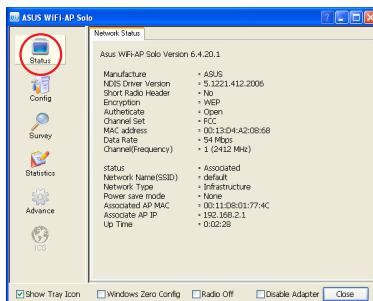 ASUS WiFi-AP Solo
Status
Config
Survey
Statistics
Advance
ICS
Network Status
Asus WiFi-AP Solo Version 6.4.20.1
Manufacture = ASUS
NDIS Driver Version = 5.1221.412.2006
Short Radio Header = No
Encryption = WEP
Autheticate = Open
Channel Set = FCC
MAC address = 00:13:D4:A2:08:68
Data Rate = 54 Mbps
Channel(Frequency) = 1 (2412 MHz)
status = Associated
Network Name(SSID) = default
Network Type = Infrastructure
Power save mode = None
Associated AP MAC = 00:11:D8:01:77:4C
Associate AP IP = 192.168.2.1
Up Time = 0:02:28
Show Tray Icon
Windows Zero Config
Radio Off
Disable Adapter
Close